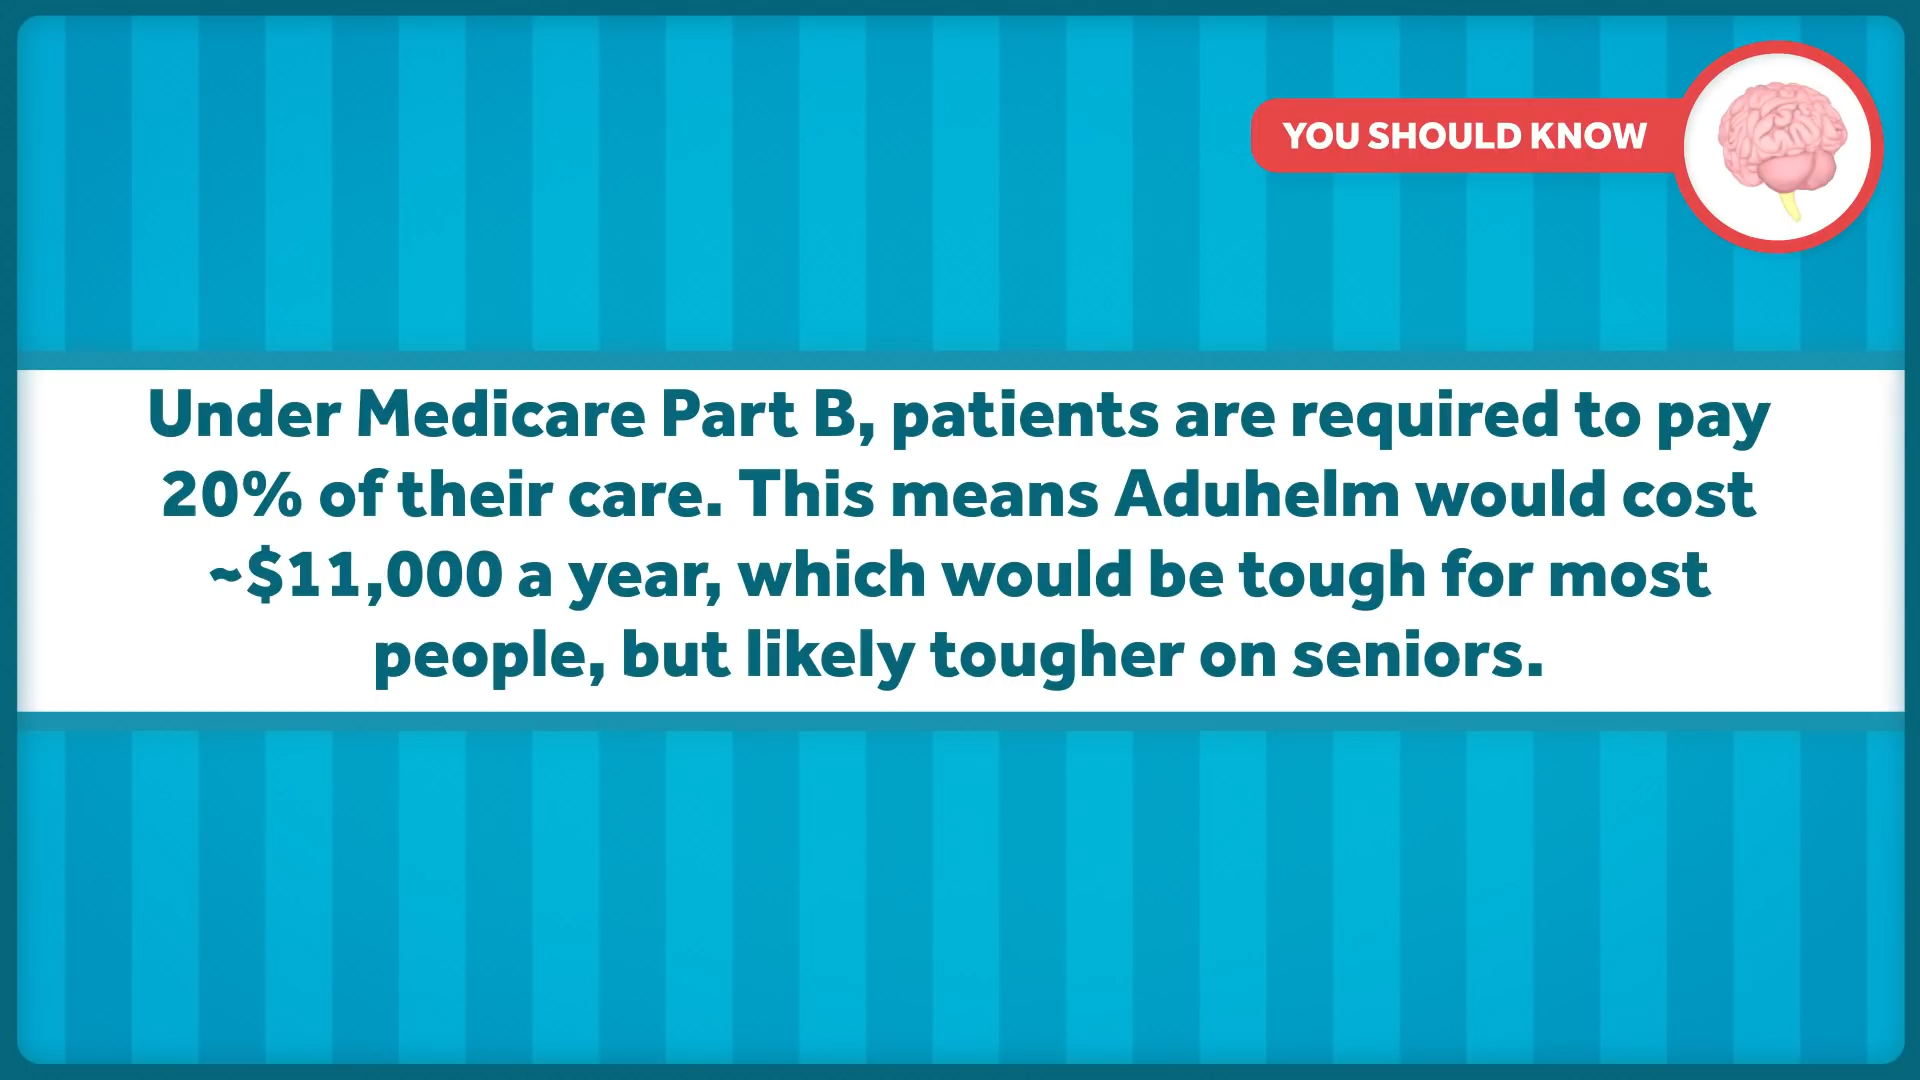 YOU SHOULD KNOW
Under Medicare Part B, patients are required to pay
20% of their care. This means Aduhelm would cost
~$11,000 a year, which would be tough for most
people, but likely tougher on seniors.